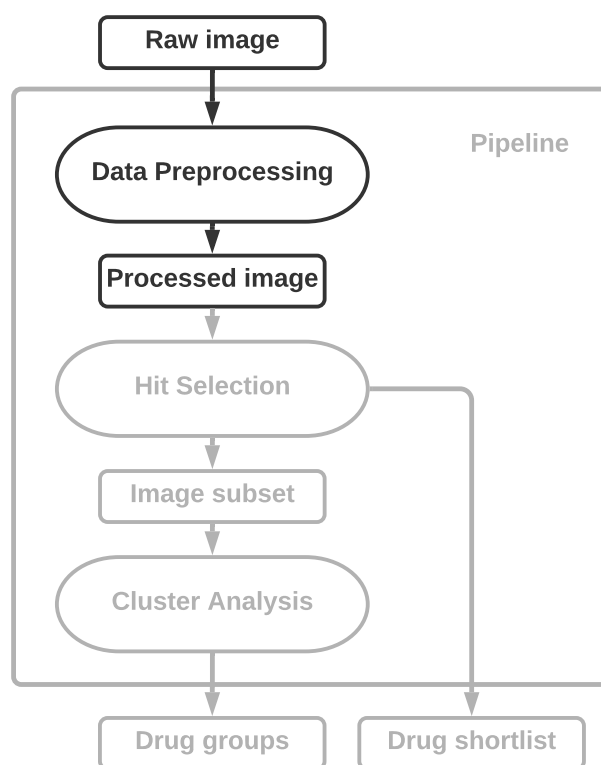 Raw image
Pipeline
Data Preprocessing
Processed image
Hit Selection
Image subset
Cluster Analysis
Drug groups
Drug shortlist